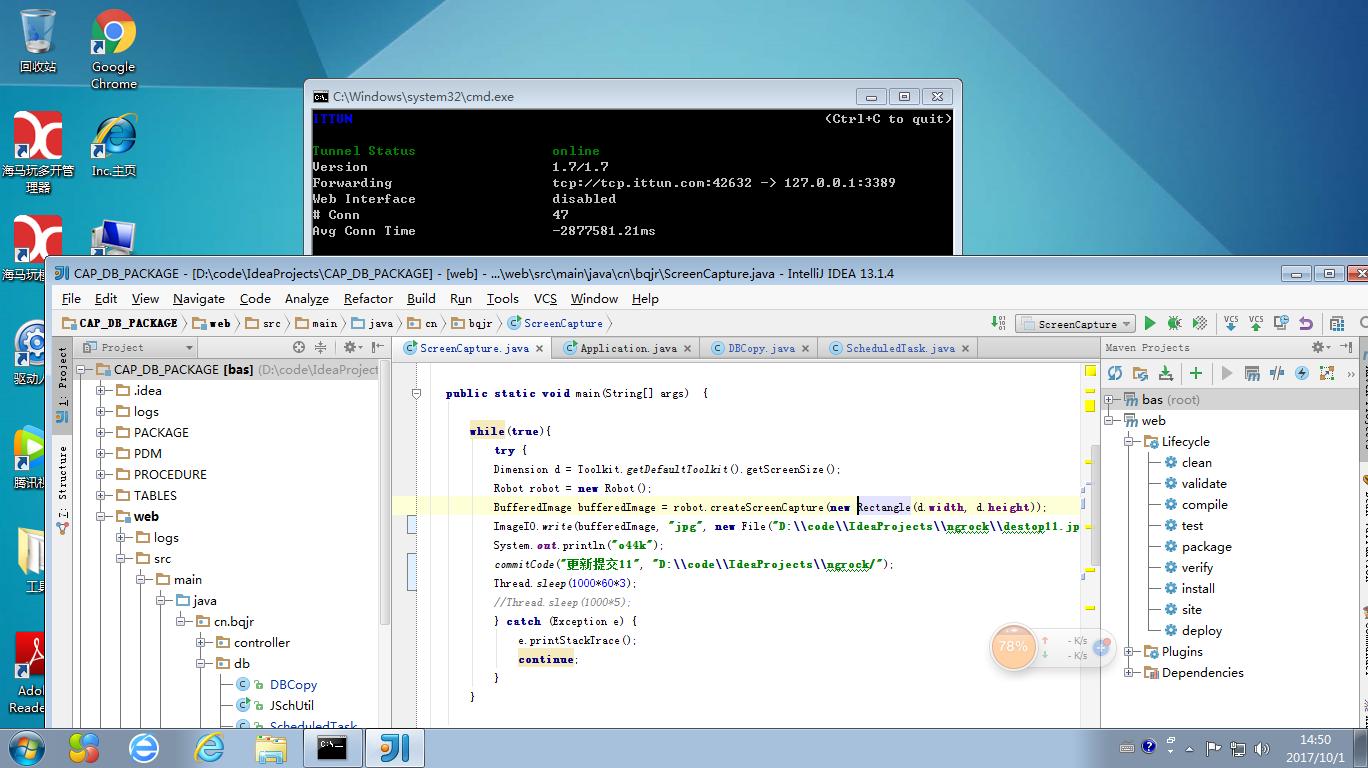 回收站
Google
Chrome
海马玩多开管
理器
Inc.主页
C:\Windows\system32\cmd.exe
ITTUN
(Ctrl+C to quit)
Tunnel Status online
Version 1.7/1.7
Forwarding tcp://tcp.ittun.com:42632 -> 127.0.0.1:3389
Web Interface disabled
# Conn 47
Avg Conn Time -2877581.21ms
海马玩
驱动人
腾讯视
工具
Adob
Reade
CAP_DB_PACKAGE - [D:\code\IdeaProjects\CAP_DB_PACKAGE] - [web] - ...\web\src\main\java\cn\bqjr\ScreenCapture.java - IntelliJ IDEA 13.1.4
File Edit View Navigate Code Analyze Refactor Build Run Tools VCS Window Help
CAP_DB_PACKAGE web src main java cn bqjr ScreenCapture
ScreenCapture
VCS VCS
1: Project
Z: Structure
Project
CAP_DB_PACKAGE [bas] (D:\code\IdeaProject
.idea
logs
PACKAGE
PDM
PROCEDURE
TABLES
web
logs
src
main
java
cn.bqjr
controller
db
DBCopy
JSchUtil
ScheduledTask
ScreenCapture.java Application.java DBCopy.java ScheduledTask.java
public static void main(String[] args) {
while(true){
try {
Dimension d = Toolkit.getDefaultToolkit().getScreenSize();
Robot robot = new Robot();
BufferedImage bufferedImage = robot.createScreenCapture(new Rectangle(d.width, d.height));
ImageIO.write(bufferedImage, "jpg", new File("D:\\code\\IdeaProjects\\ngrock\\destop11.jp
System.out.println("o44k");
commitCode("更新提交11", "D:\\code\\IdeaProjects\\ngrock/");
Thread.sleep(1000*60*3);
//Thread.sleep(1000*5);
} catch (Exception e) {
e.printStackTrace();
continue;
}
}
78%
- K/s
- K/s
Maven Projects
bas (root)
web
Lifecycle
clean
validate
compile
test
package
verify
install
site
deploy
Plugins
Dependencies
14:50
2017/10/1